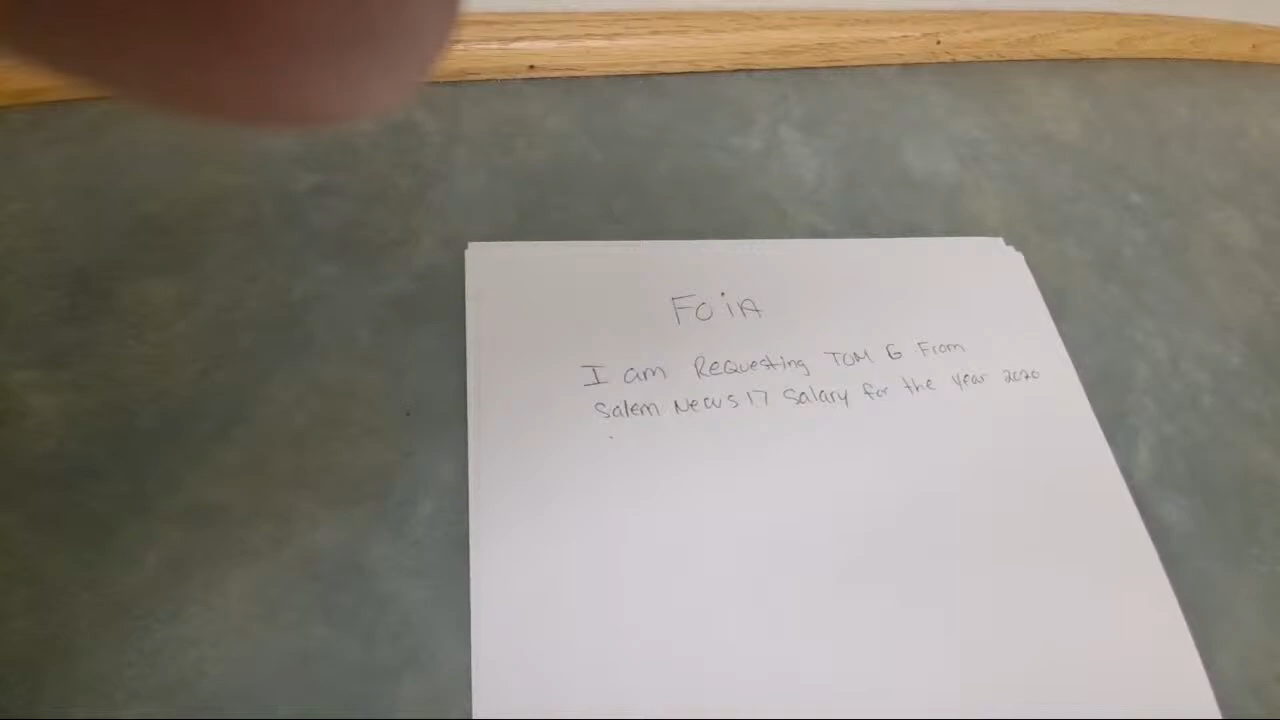 FOiA
I am Requesting TOM G From
Salem News 17 Salary for the year 2020